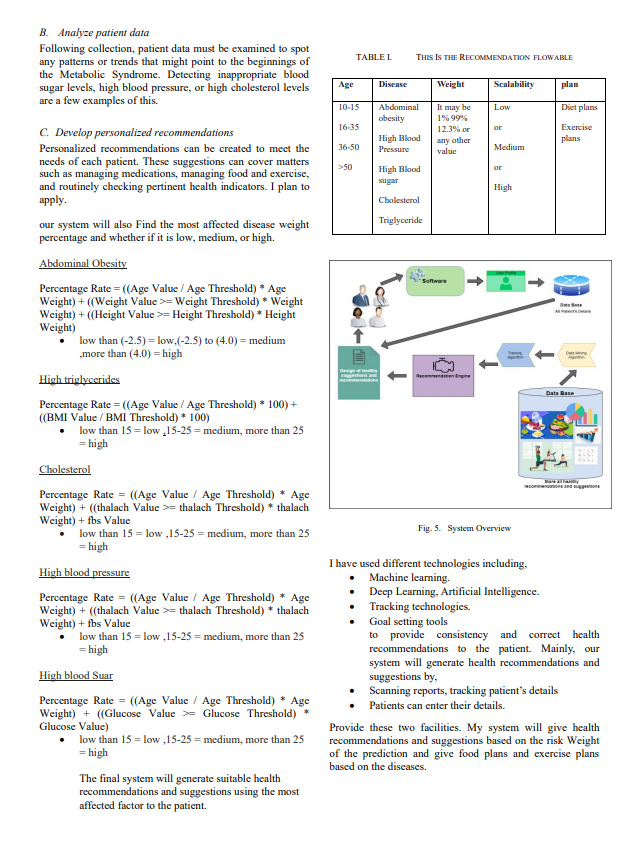 B. Analyze patient data
Following collection, patient data must be examined to spot
any patterns or trends that might point to the beginnings of
the Metabolic Syndrome. Detecting inappropriate blood
sugar levels, high blood pressure, or high cholesterol levels
are a few examples of this.
C. Develop personalized recommendations
Personalized recommendations can be created to meet the
needs of each patient. These suggestions can cover matters
such as managing medications, managing food and exercise,
and routinely checking pertinent health indicators. I plan to
apply.
our system will also Find the most affected disease weight
percentage and whether if it is low, medium, or high.
Abdominal Obesity
Percentage Rate = ((Age Value / Age Threshold) * Age
Weight) + ((Weight Value >= Weight Threshold) * Weight
Weight) + ((Height Value >= Height Threshold) * Height
Weight)
• low than (-2.5) = low,(-2.5) to (4.0) = medium
,more than (4.0) = high
High triglycerides
Percentage Rate = ((Age Value / Age Threshold) * 100) +
((BMI Value / BMI Threshold) * 100)
• low than 15 = low ,15-25 = medium, more than 25
= high
Cholesterol
Percentage Rate = ((Age Value / Age Threshold) * Age
Weight) + ((thalach Value >= thalach Threshold) * thalach
Weight) + fbs Value
• low than 15 = low ,15-25 = medium, more than 25
= high
High blood pressure
Percentage Rate = ((Age Value / Age Threshold) * Age
Weight) + ((thalach Value >= thalach Threshold) * thalach
Weight) + fbs Value
• low than 15 = low ,15-25 = medium, more than 25
= high
High blood Suar
Percentage Rate = ((Age Value / Age Threshold) * Age
Weight) + ((Glucose Value >= Glucose Threshold) *
Glucose Value)
• low than 15 = low ,15-25 = medium, more than 25
= high
The final system will generate suitable health
recommendations and suggestions using the most
affected factor to the patient.
TABLE I. THIS IS THE RECOMMENDATION FLOWABLE
Age Disease Weight Scalability plan
10-15
16-35
36-50
>50
Abdominal
obesity
High Blood
Pressure
High Blood
sugar
Cholesterol
Triglyceride
It may be
1% 99%
12.3% or
any other
value
Low
or
Medium
or
High
Diet plans
Exercise
plans
Software
User Profile
Data Base
All Patient's Details
Design of healthy
suggestions and
recommendations
Recommendation Engine
Training
algorithm
Data Mining
Algorithm
Data Base
Store all healthy
recommendations and suggestions
Fig. 5. System Overview
I have used different technologies including,
• Machine learning.
• Deep Learning, Artificial Intelligence.
• Tracking technologies.
• Goal setting tools
to provide consistency and correct health
recommendations to the patient. Mainly, our
system will generate health recommendations and
suggestions by,
• Scanning reports, tracking patient's details
• Patients can enter their details.
Provide these two facilities. My system will give health
recommendations and suggestions based on the risk Weight
of the prediction and give food plans and exercise plans
based on the diseases.